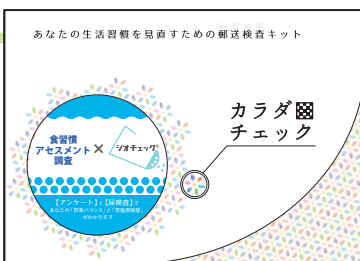 あなたの生活習慣を見直すための郵送検査キット
カラダ
チェック
食習慣
アセスメント
調査
×
シオチェック®
【アンケート】と【尿検査】で
あなたの「食事バランス」と「食塩摂取量」
がわかります